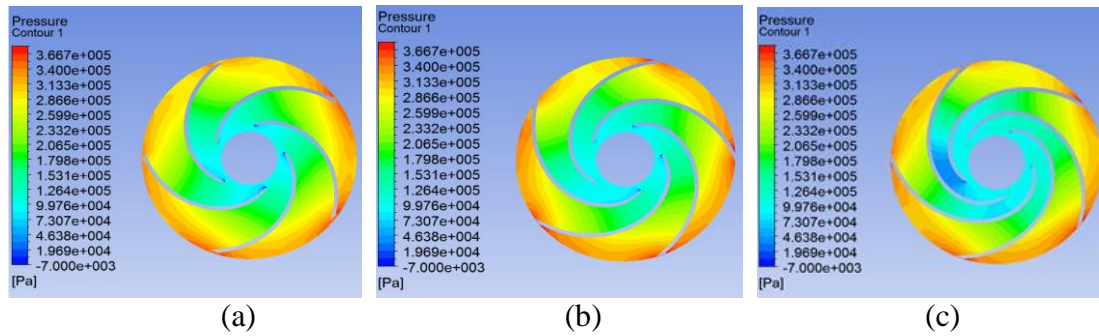 Pressure
Contour 1
3.667e+005
3.400e+005
3.133e+005
2.866e+005
2.599e+005
2.332e+005
2.065e+005
1.798e+005
1.531e+005
1.264e+005
9.976e+004
7.307e+004
4.638e+004
1.969e+004
-7.000e+003
[Pa]
(a)
Pressure
Contour 1
3.667e+005
3.400e+005
3.133e+005
2.866e+005
2.599e+005
2.332e+005
2.065e+005
1.798e+005
1.531e+005
1.264e+005
9.976e+004
7.307e+004
4.638e+004
1.969e+004
-7.000e+003
[Pa]
(b)
Pressure
Contour 1
3.667e+005
3.400e+005
3.133e+005
2.866e+005
2.599e+005
2.332e+005
2.065e+005
1.798e+005
1.531e+005
1.264e+005
9.976e+004
7.307e+004
4.638e+004
1.969e+004
-7.000e+003
[Pa]
(c)